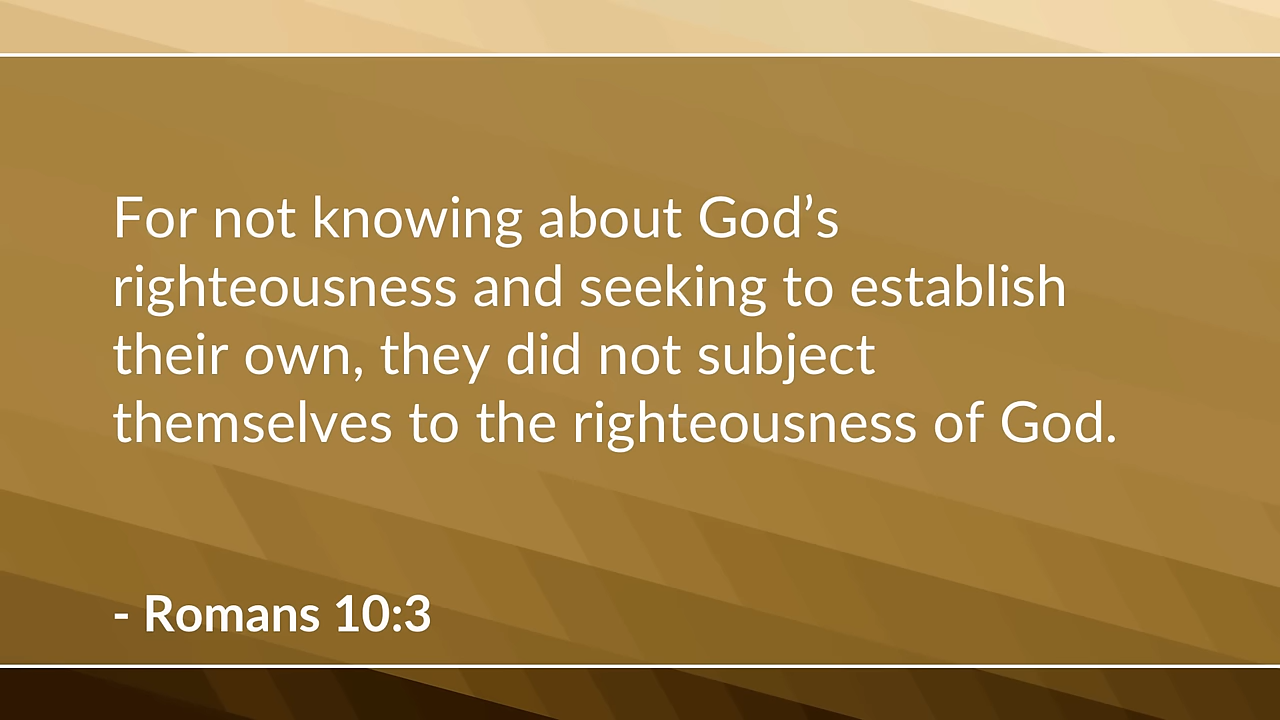 For not knowing about God’s
righteousness and seeking to establish
their own, they did not subject
themselves to the righteousness of God.
- Romans 10:3